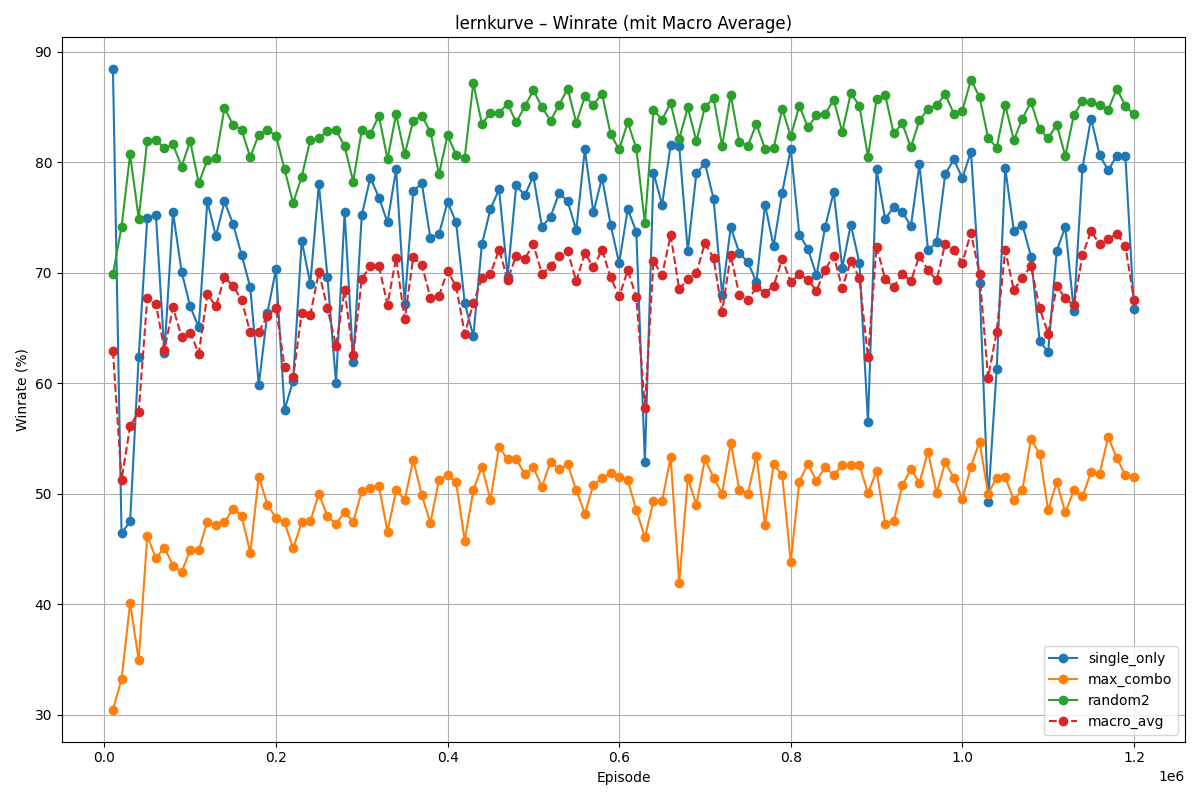 lernkurve – Winrate (mit Macro Average)
Winrate (%)
90
80
70
60
50
40
30
0.0 0.2 0.4 0.6 0.8 1.0 1.2
1e6
Episode
single_only
max_combo
random2
macro_avg